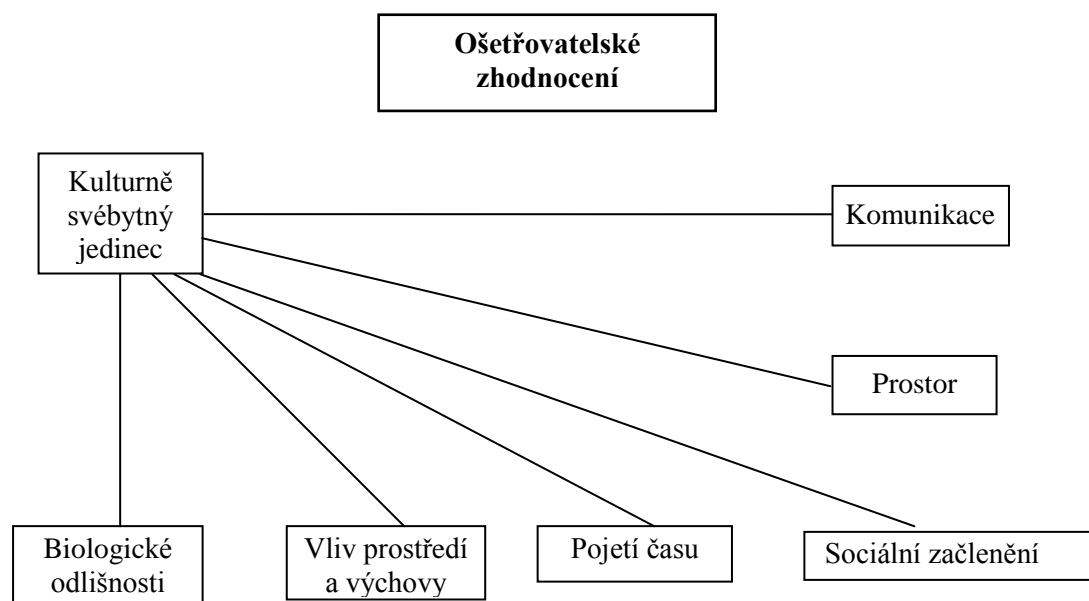 Ošetřovatelské
zhodnocení
Kulturně
svébytný
jedinec
Komunikace
Prostor
Biologické
odlišnosti
Vliv prostředí
a výchovy
Pojetí času
Sociální začlenění